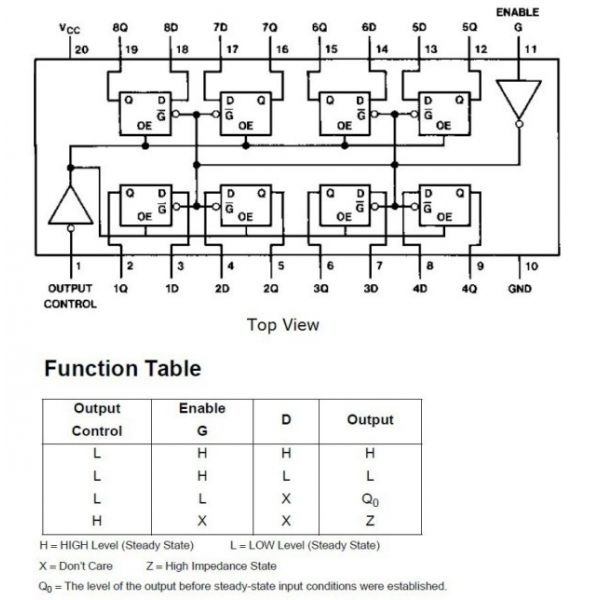 ENABLE
VCC 8Q 8D 7D 7Q 6Q 6D 5D 5Q G
20 19 18 17 16 15 14 13 12 11
Q D D Q Q D D Q
G̅ G̅ G̅ G̅
OE OE OE OE
Q D D Q Q D D Q
G̅ G̅ G̅ G̅
OE OE OE OE
1 2 3 4 5 6 7 8 9 10
OUTPUT 1Q 1D 2D 2Q 3Q 3D 4D 4Q GND
CONTROL
Top View
Function Table
Output Enable D Output
Control G
L H H H
L H L L
L L X Q0
H X X Z
H = HIGH Level (Steady State) L = LOW Level (Steady State)
X = Don't Care Z = High Impedance State
Q0 = The level of the output before steady-state input conditions were established.